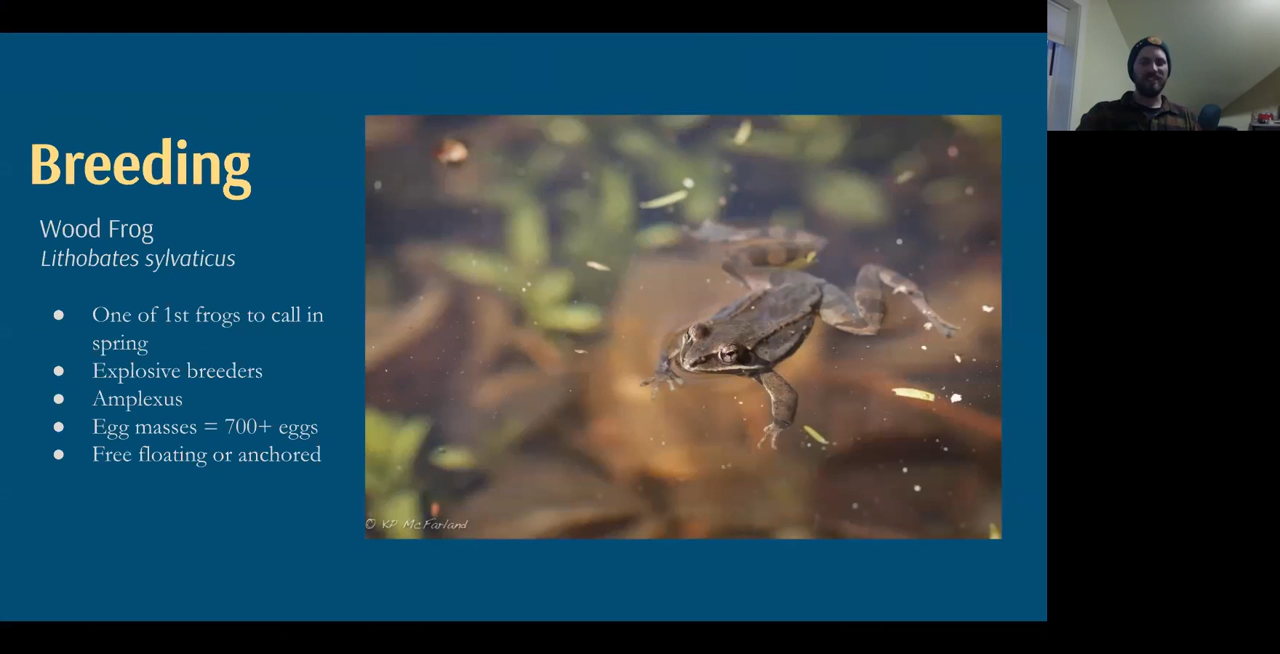 Breeding
Wood Frog
Lithobates sylvaticus
● One of 1st frogs to call in
spring
● Explosive breeders
● Amplexus
● Egg masses = 700+ eggs
● Free floating or anchored
© KP McFarland